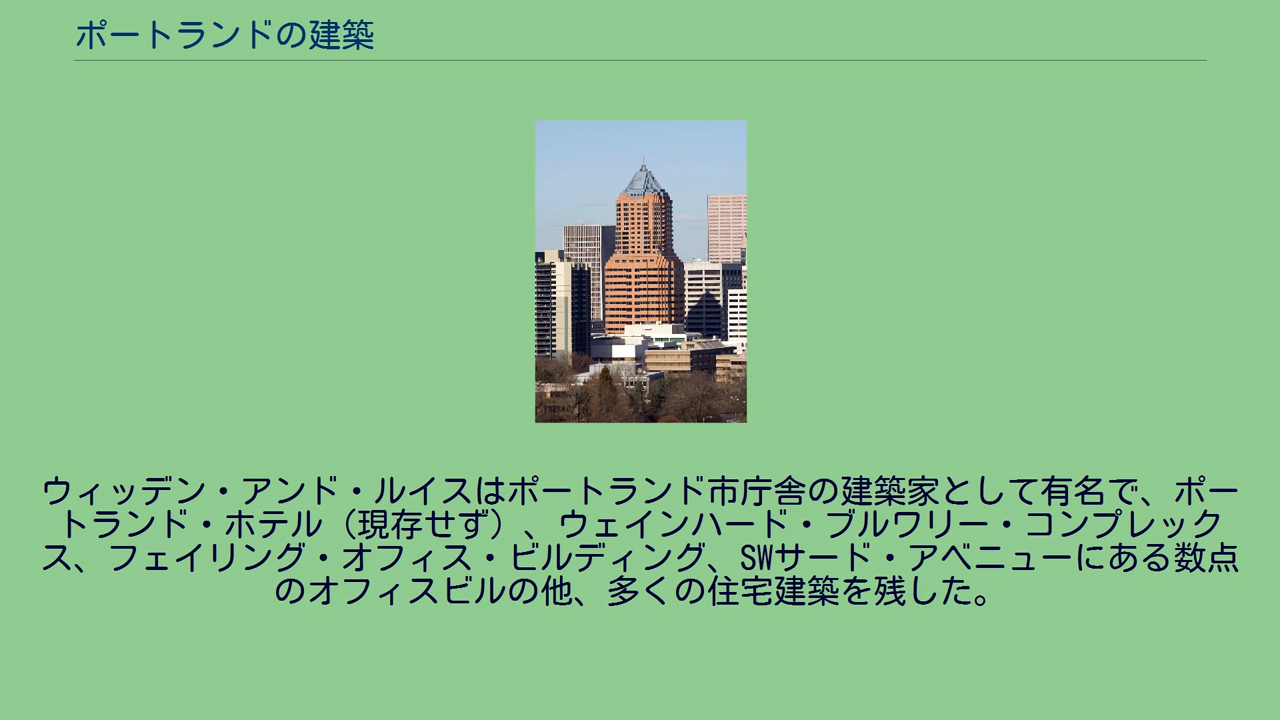 ポートランドの建築
ウィッデン・アンド・ルイスはポートランド市庁舎の建築家として有名で、ポー
トランド・ホテル（現存せず）、ウェインハード・ブルワリー・コンプレック
ス、フェイリング・オフィス・ビルディング、SWサード・アベニューにある数点
のオフィスビルの他、多くの住宅建築を残した。